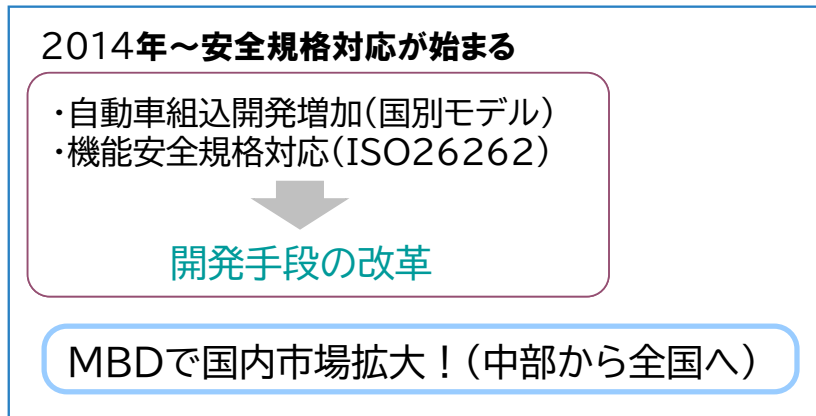 2014年～安全規格対応が始まる
・自動車組込開発増加(国別モデル)
・機能安全規格対応(ISO26262)
開発手段の改革
MBDで国内市場拡大！(中部から全国へ)